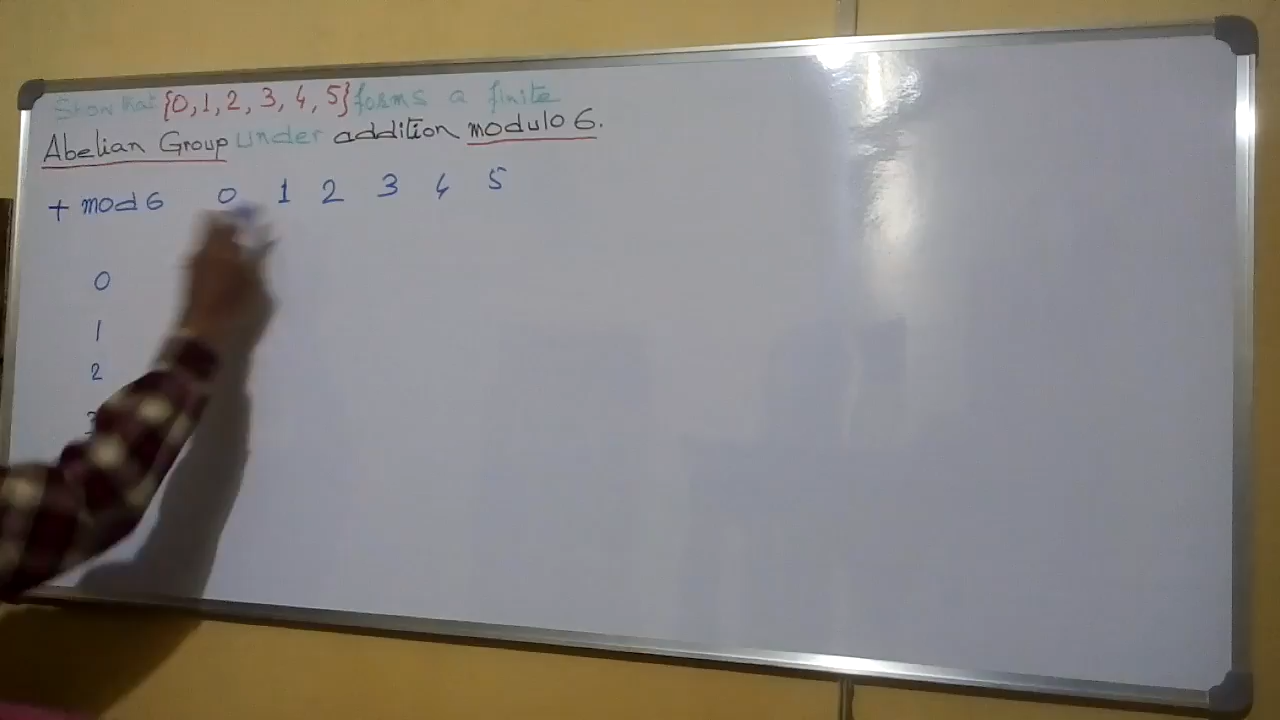 Show that {0, 1, 2, 3, 4, 5} forms a finite
Abelian Group under addition modulo 6.
+ mod 6 0 1 2 3 4 5
0
1
2